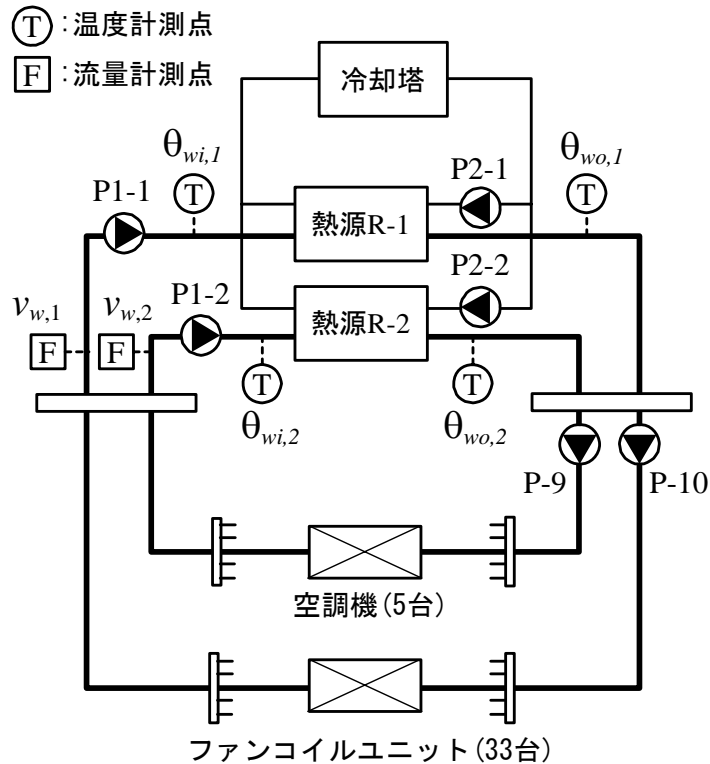 T :温度計測点
F :流量計測点
冷却塔
θwi,1
θwo,1
P1-1
P2-1
T
T
熱源R-1
P2-2
P1-2
vw,1
vw,2
熱源R-2
F
F
T
T
θwi,2
θwo,2
P-9
P-10
空調機(5台)
ファンコイルユニット(33台)